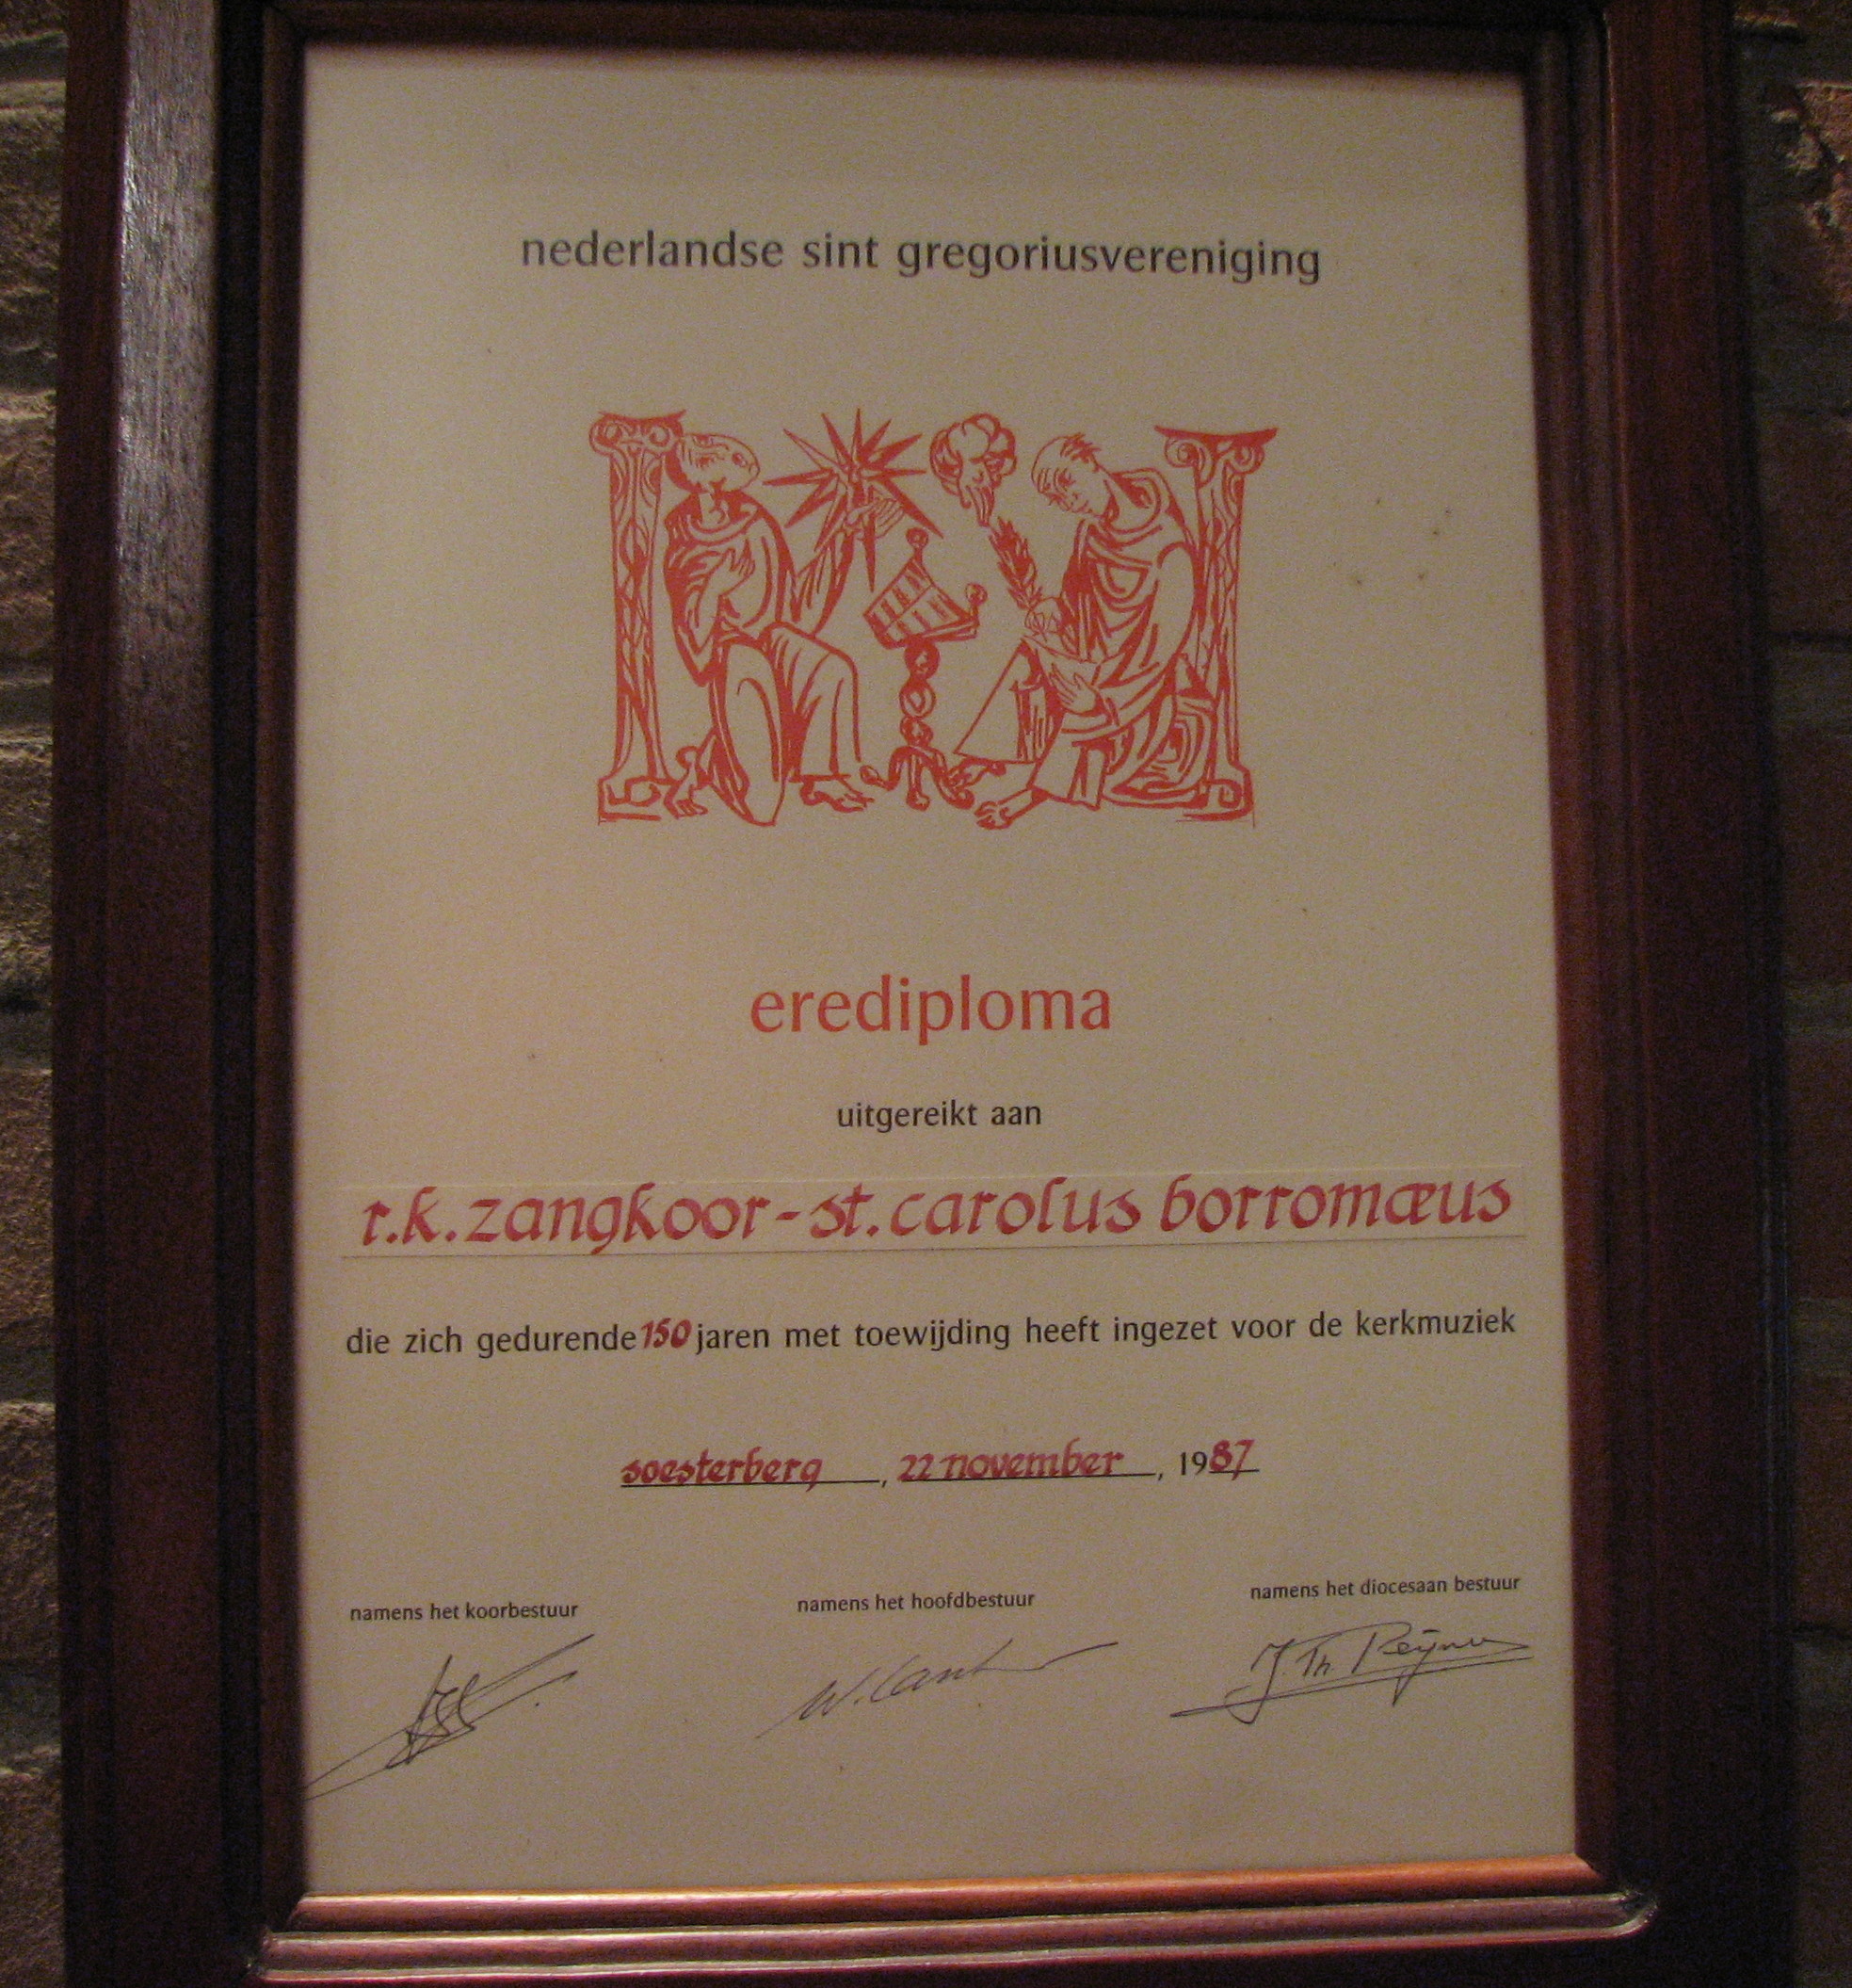 nederlandse sint gregoriusvereniging
erediploma
uitgereikt aan
r.k. zangkoor-st. carolus borromæus
die zich gedurende 150 jaren met toewijding heeft ingezet voor de kerkmuziek
soesterberg, 22 november, 1987
namens het koorbestuur namens het hoofdbestuur namens het diocesaan bestuur
J. Th